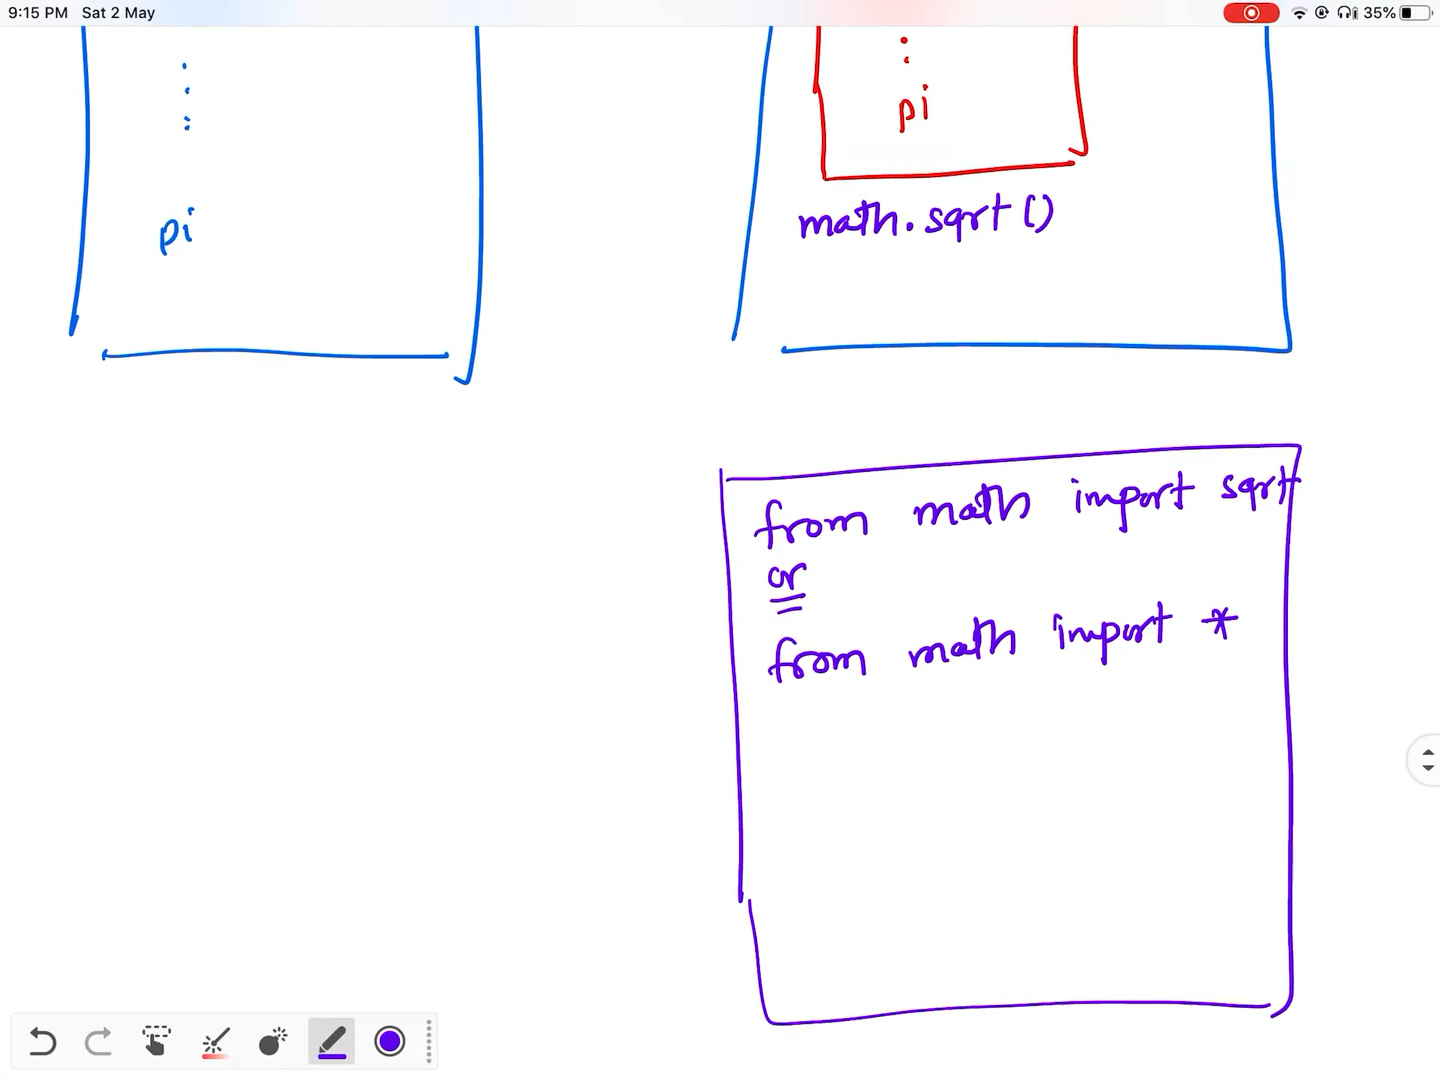 9:15 PM Sat 2 May
35%
pi
pi
math.sqrt()
from math import sqrt
or
from math import *